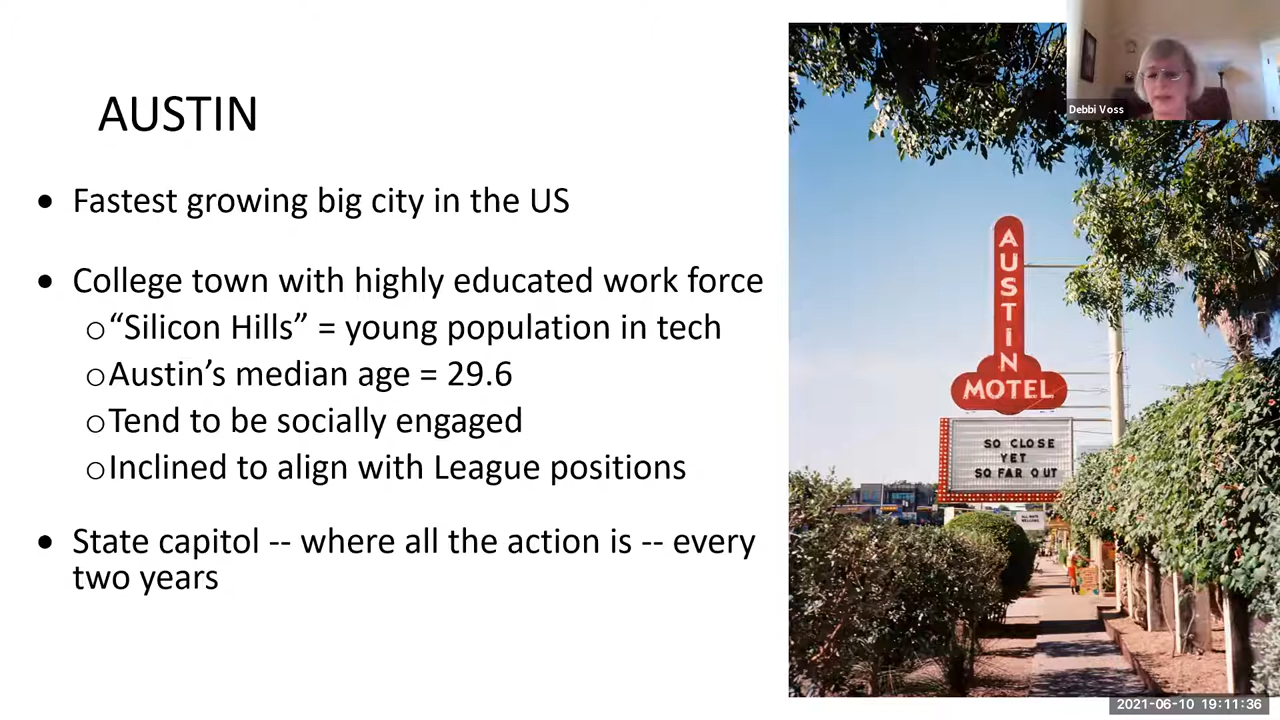 AUSTIN
• Fastest growing big city in the US
• College town with highly educated work force
○“Silicon Hills” = young population in tech
○Austin’s median age = 29.6
○Tend to be socially engaged
○Inclined to align with League positions
• State capitol -- where all the action is -- every
two years
Debbi Voss
AUSTIN
MOTEL
SO CLOSE
YET
SO FAR OUT
2021-06-10 19:11:36